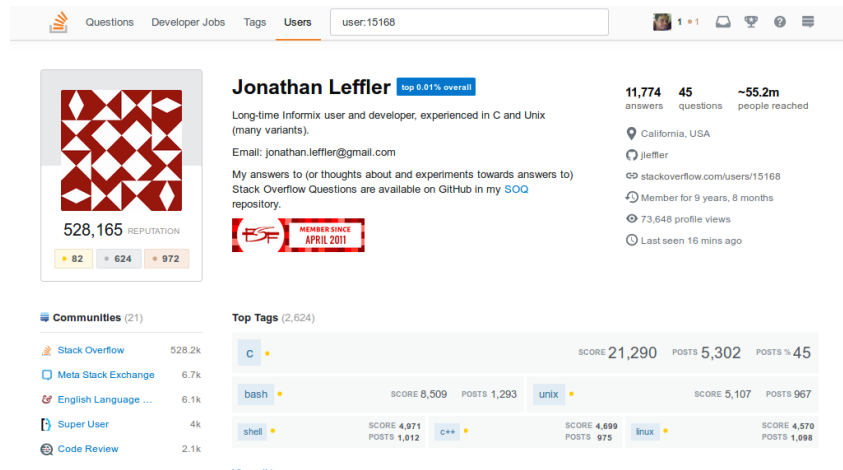 Questions Developer Jobs Tags Users user:15168 1 1
Jonathan Leffler top 0.01% overall
Long-time Informix user and developer, experienced in C and Unix
(many variants).
Email: jonathan.leffler@gmail.com
My answers to (or thoughts about and experiments towards answers to)
Stack Overflow Questions are available on GitHub in my SOQ
repository.
FSF MEMBER SINCE
APRIL 2011
528,165 REPUTATION
82 624 972
11,774 45 ~55.2m
answers questions people reached
California, USA
jleffler
stackoverflow.com/users/15168
Member for 9 years, 8 months
73,648 profile views
Last seen 16 mins ago
Communities (21)
Stack Overflow 528.2k
Meta Stack Exchange 6.7k
English Language ... 6.1k
Super User 4k
Code Review 2.1k
Top Tags (2,624)
c SCORE 21,290 POSTS 5,302 POSTS % 45
bash SCORE 8,509 POSTS 1,293 unix SCORE 5,107 POSTS 967
shell SCORE 4,971 POSTS 1,012 c++ SCORE 4,699 POSTS 975 linux SCORE 4,570 POSTS 1,098